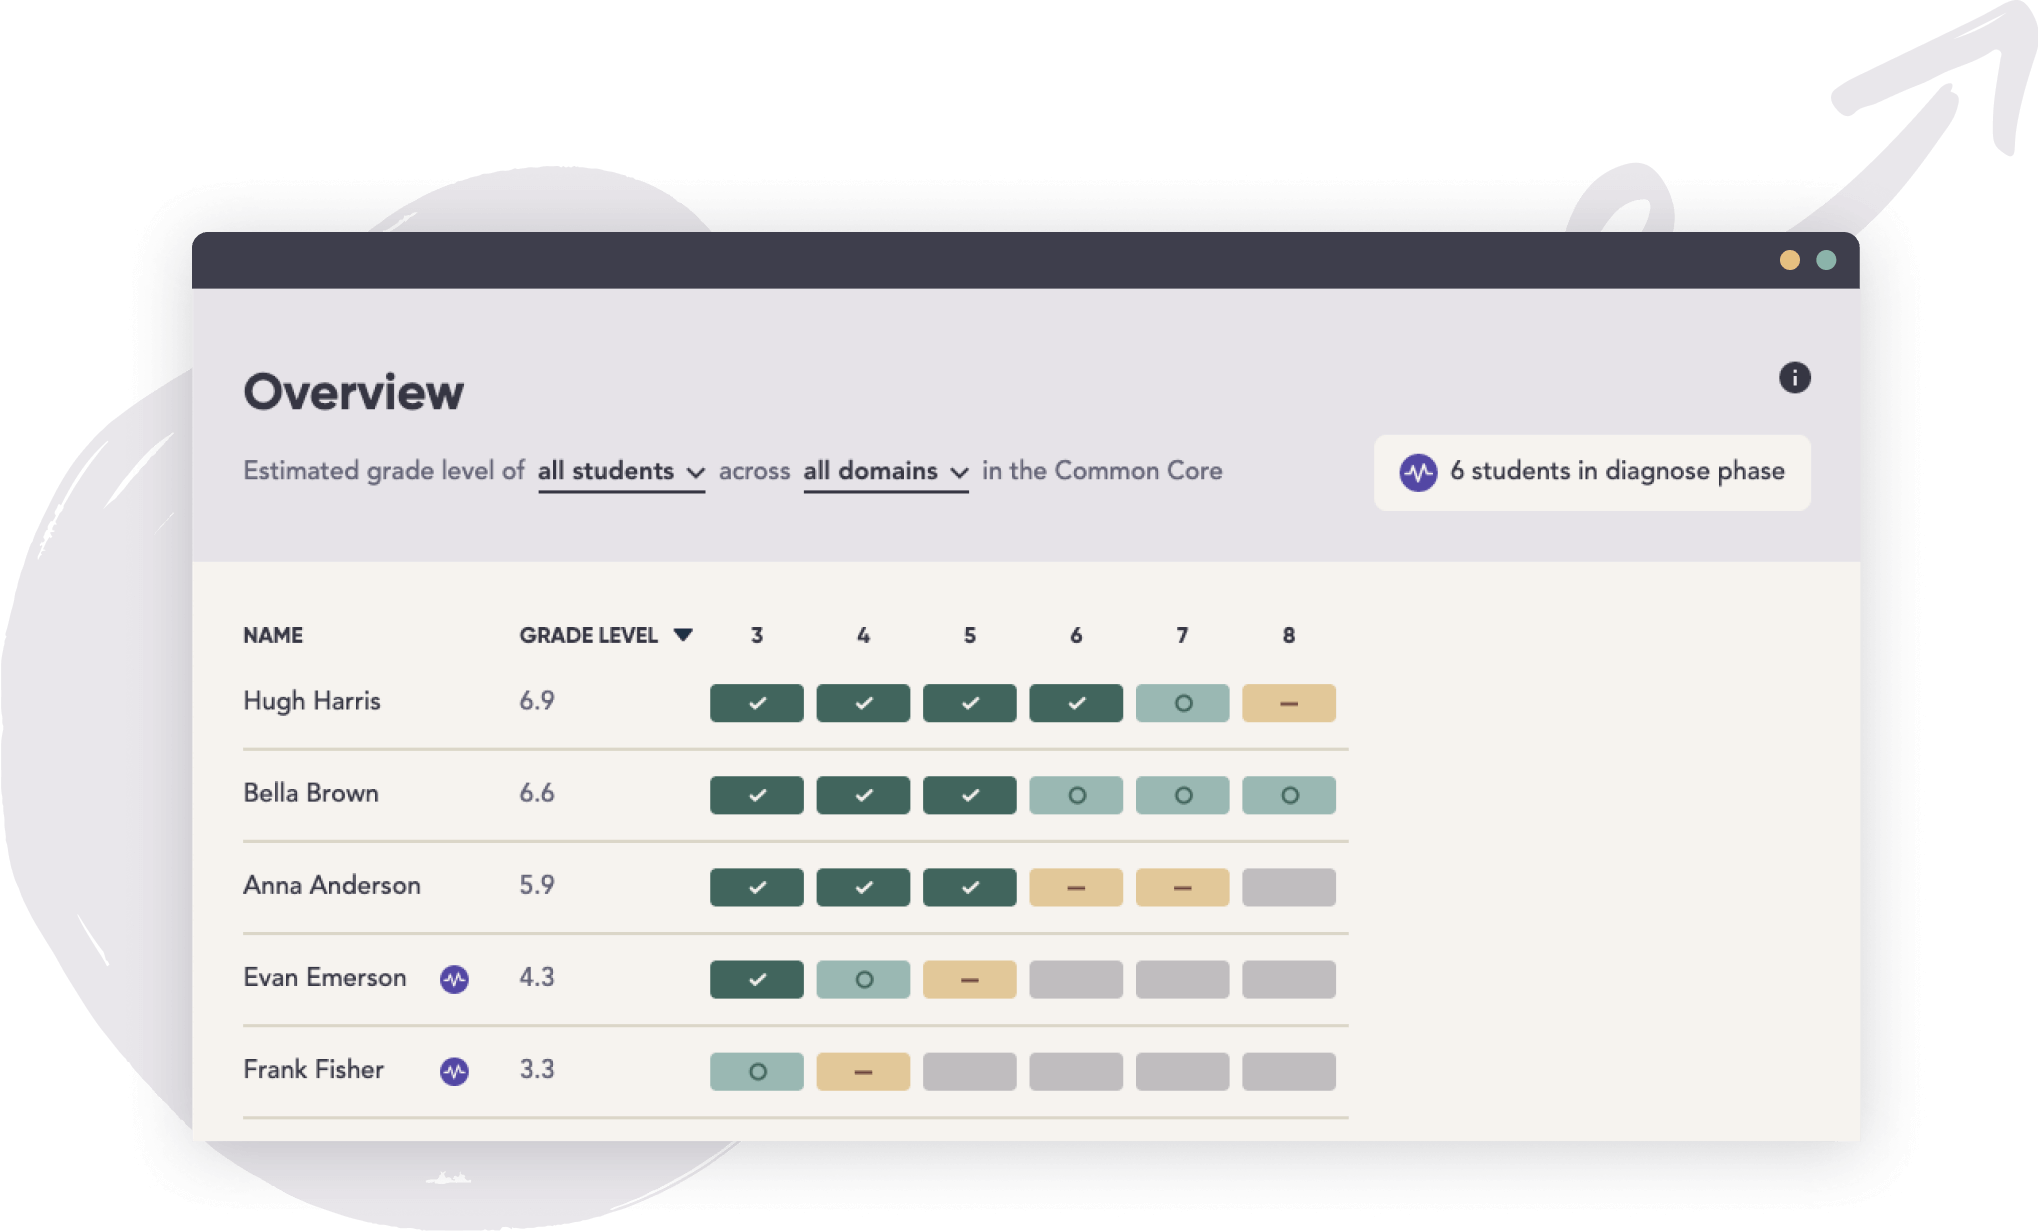 Overview
Estimated grade level of all students across all domains in the Common Core
6 students in diagnose phase
NAME GRADE LEVEL 3 4 5 6 7 8
Hugh Harris 6.9
Bella Brown 6.6
Anna Anderson 5.9
Evan Emerson 4.3
Frank Fisher 3.3